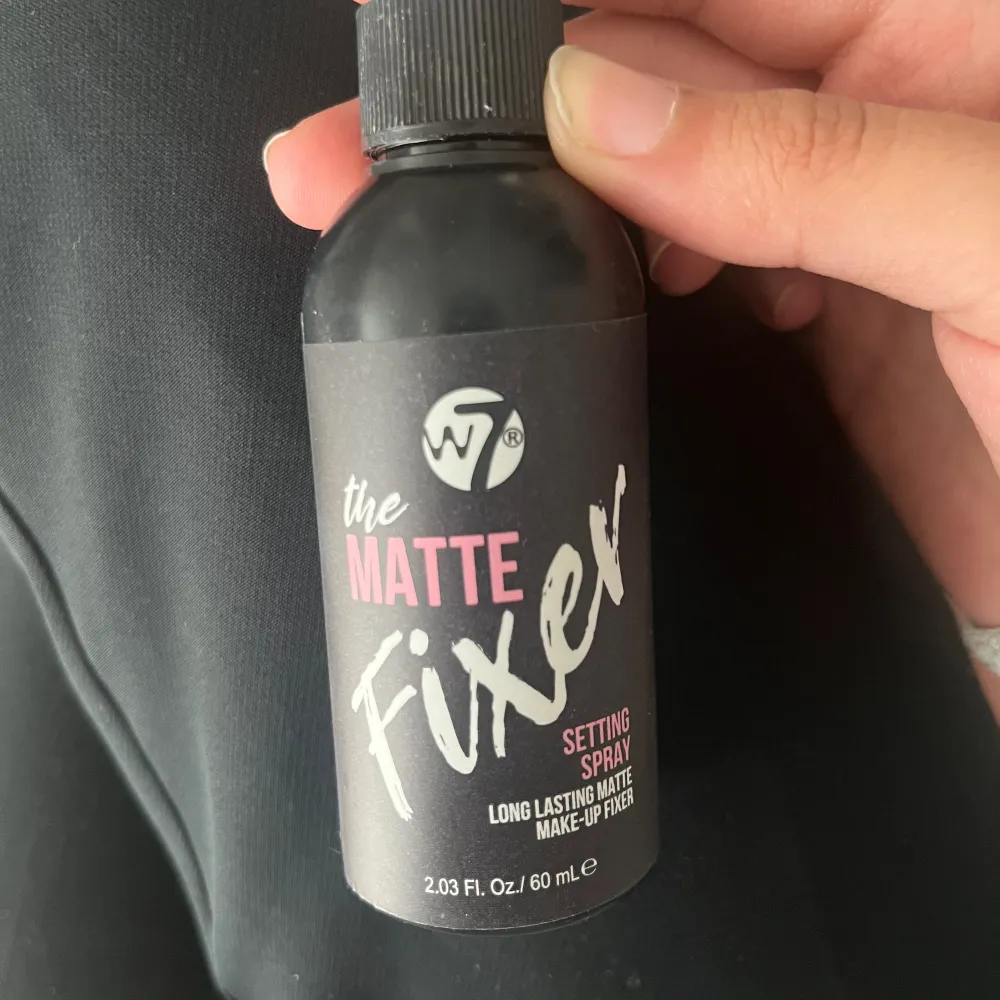 W7®
the
MATTE
Fixer
SETTING
SPRAY
LONG LASTING MATTE
MAKE-UP FIXER
2.03 Fl. Oz./ 60 mL e